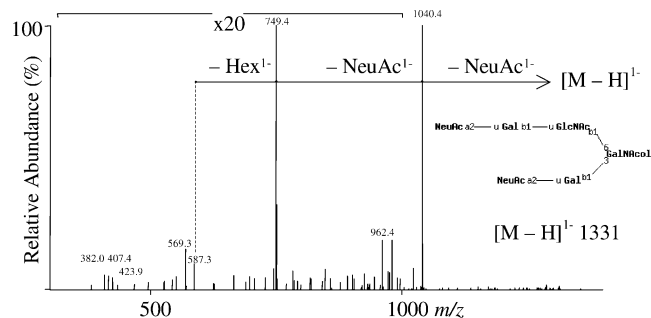 1040.4
x20
749.4
100
– Hex1-
– NeuAc1-
– NeuAc1-
[M – H]1-
NeuAc a2 u Gal b1 u GlcNAc b1
6
GalNAcol
3
NeuAc a2 u Gal b1
[M – H]1- 1331
Relative Abundance (%)
962.4
569.3
587.3
382.0 407.4
423.9
500
1000 m/z